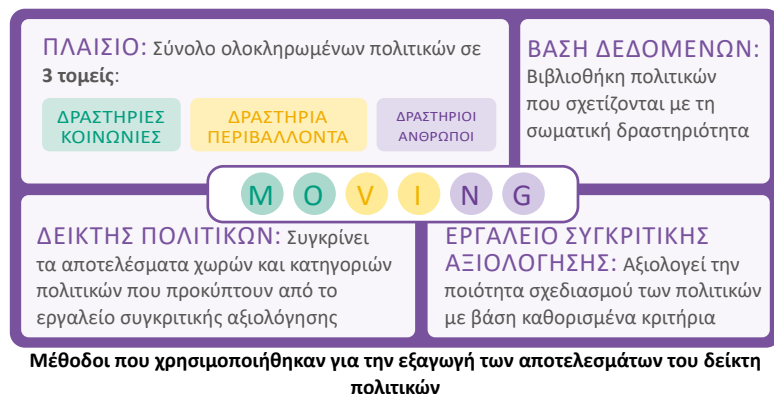 ΠΛΑΙΣΙΟ: Σύνολο ολοκληρωμένων πολιτικών σε
3 τομείς:
ΔΡΑΣΤΗΡΙΕΣ
ΚΟΙΝΩΝΙΕΣ
ΔΡΑΣΤΗΡΙΑ
ΠΕΡΙΒΑΛΛΟΝΤΑ
ΔΡΑΣΤΗΡΙΟΙ
ΑΝΘΡΩΠΟΙ
ΒΑΣΗ ΔΕΔΟΜΕΝΩΝ:
Βιβλιοθήκη πολιτικών
που σχετίζονται με τη
σωματική δραστηριότητα
MOVING
ΔΕΙΚΤΗΣ ΠΟΛΙΤΙΚΩΝ: Συγκρίνει
τα αποτελέσματα χωρών και κατηγοριών
πολιτικών που προκύπτουν από το
εργαλείο συγκριτικής αξιολόγησης
ΕΡΓΑΛΕΙΟ ΣΥΓΚΡΙΤΙΚΗΣ
ΑΞΙΟΛΟΓΗΣΗΣ: Αξιολογεί την
ποιότητα σχεδιασμού των πολιτικών
με βάση καθορισμένα κριτήρια
Μέθοδοι που χρησιμοποιήθηκαν για την εξαγωγή των αποτελεσμάτων του δείκτη
πολιτικών